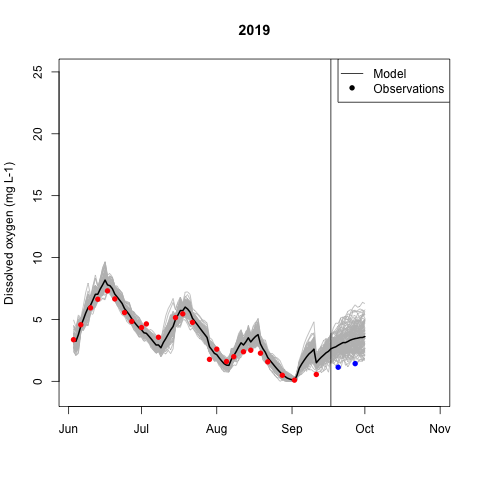 2019
Model
Observations
Dissolved oxygen (mg L-1)
25
20
15
10
5
0
Jun Jul Aug Sep Oct Nov